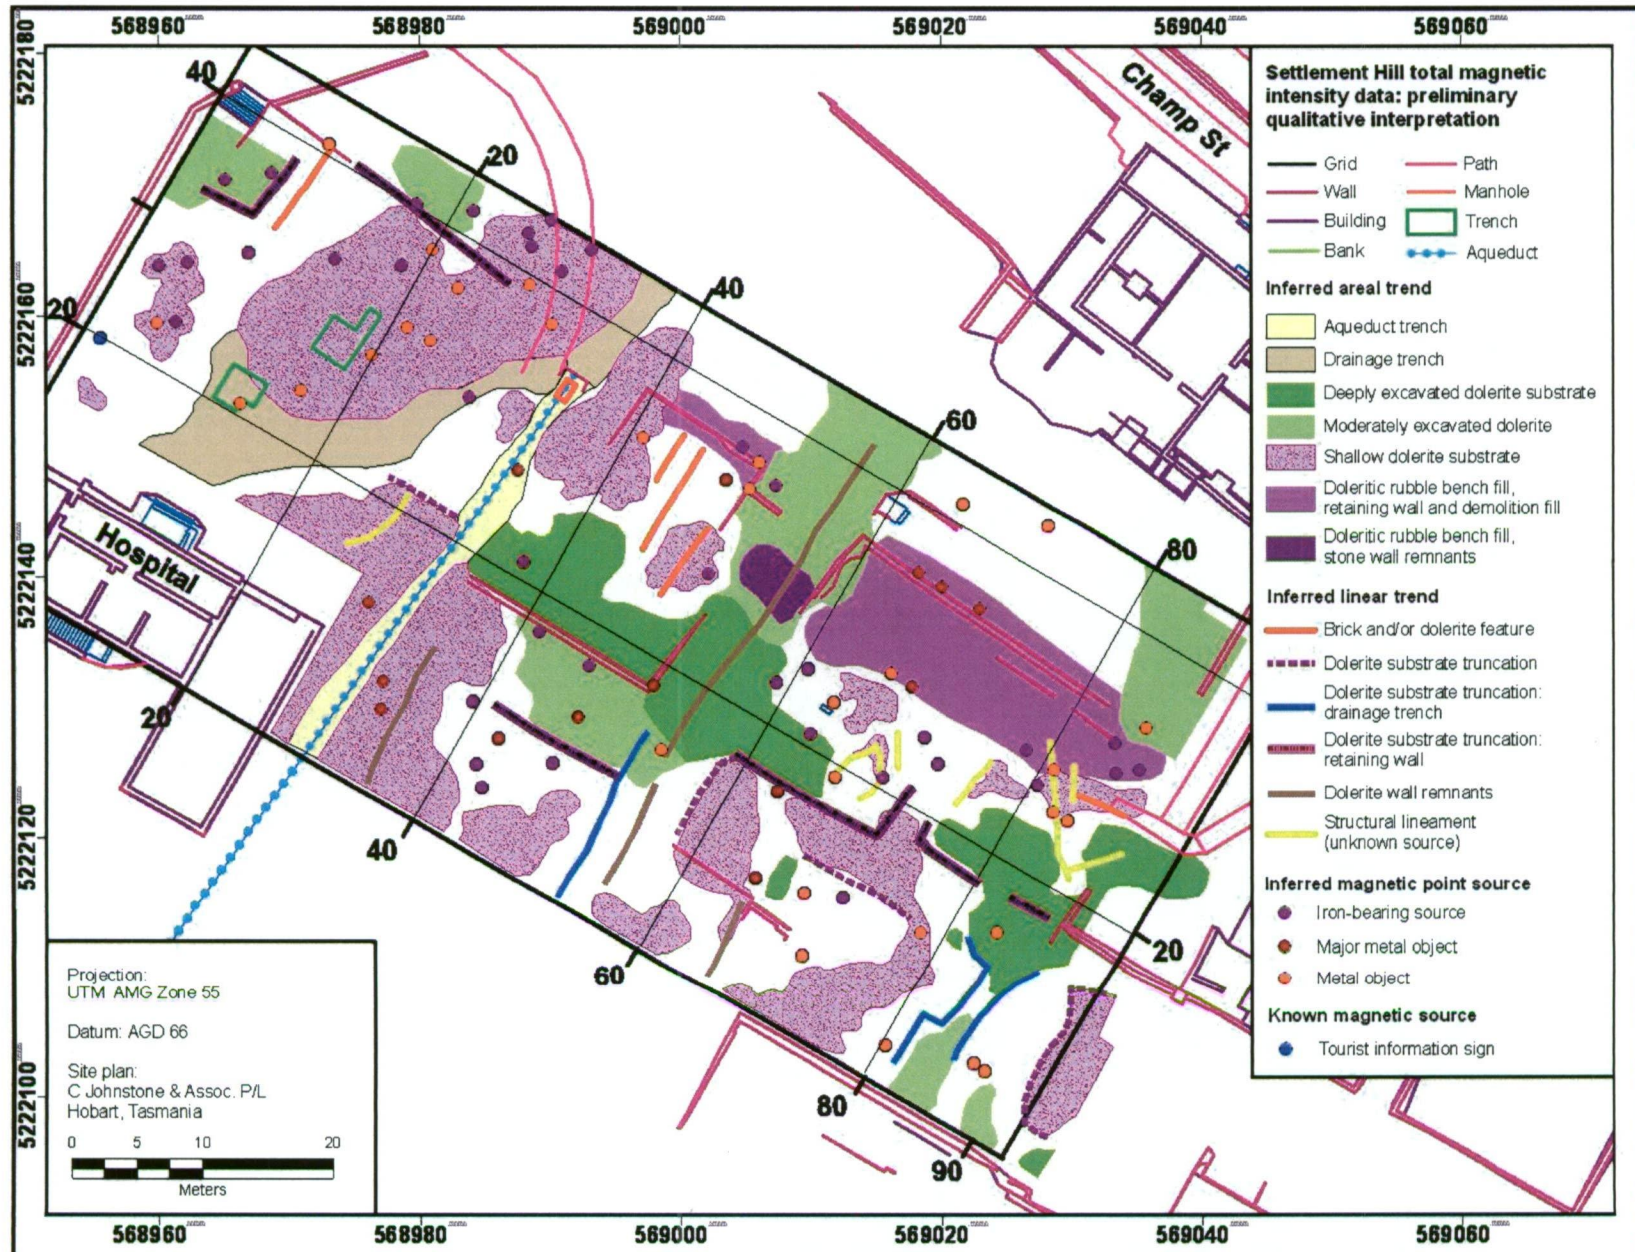 568960 568980 569000 569020 569040 569060
5222180
5222160
5222140
5222120
5222100
40
20
20
40
60
80
20
20
40
60
80
90
Champ St
Hospital
Settlement Hill total magnetic
intensity data: preliminary
qualitative interpretation
Grid Path
Wall Manhole
Building Trench
Bank Aqueduct
Inferred areal trend
Aqueduct trench
Drainage trench
Deeply excavated dolerite substrate
Moderately excavated dolerite
Shallow dolerite substrate
Doleritic rubble bench fill,
retaining wall and demolition fill
Doleritic rubble bench fill,
stone wall remnants
Inferred linear trend
Brick and/or dolerite feature
Dolerite substrate truncation
Dolerite substrate truncation:
drainage trench
Dolerite substrate truncation:
retaining wall
Dolerite wall remnants
Structural lineament
(unknown source)
Inferred magnetic point source
Iron-bearing source
Major metal object
Metal object
Known magnetic source
Tourist information sign
Projection:
UTM AMG Zone 55
Datum: AGD 66
Site plan:
C Johnstone & Assoc. P/L
Hobart, Tasmania
0 5 10 20
Meters
568960 568980 569000 569020 569040 569060